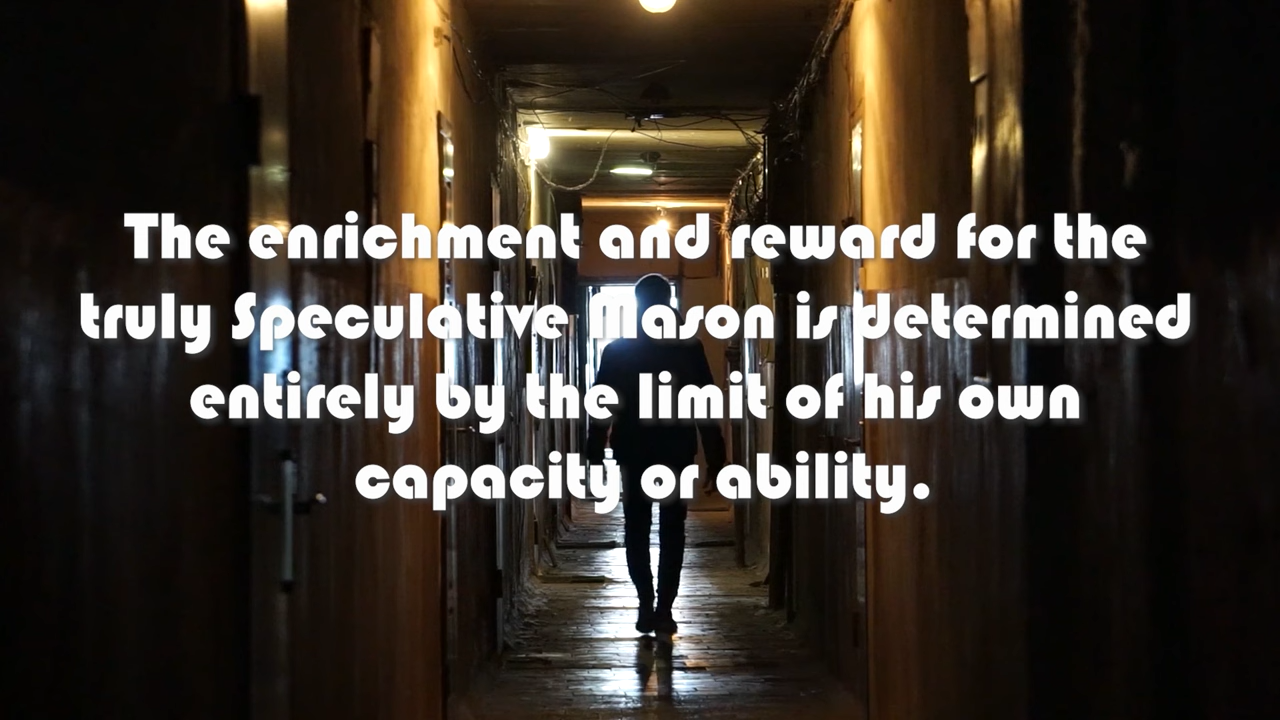 The enrichment and reward for the
truly Speculative Mason is determined
entirely by the limit of his own
capacity or ability.